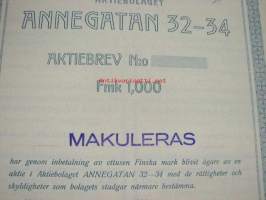 AKTIEBOLAGET
ANNEGATAN 32-34
AKTIEBREV N:o
Fmk 1,000
MAKULERAS
har genom inbetalning av ettusen Finska mark blivit ägare av en
aktie i Aktiebolaget ANNEGATAN 32-34 med de rättigheter och
skyldigheter som bolagets stadgar närmare bestämma.